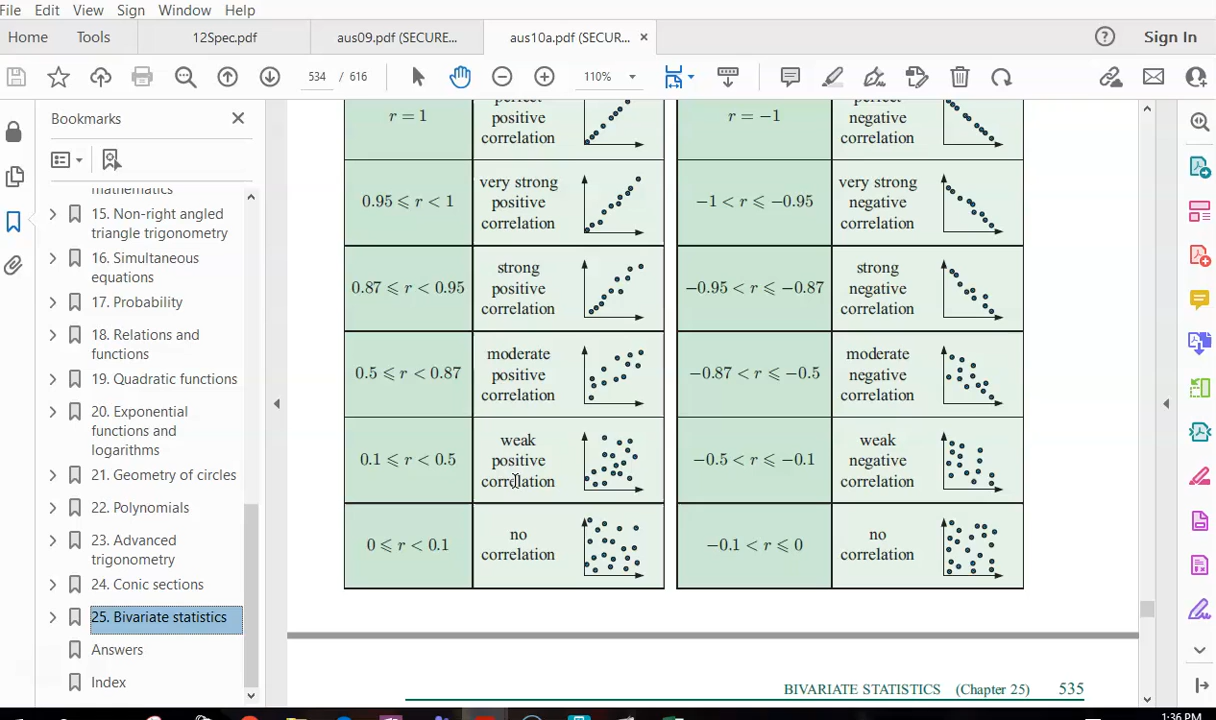 File Edit View Sign Window Help
Home Tools 12Spec.pdf aus09.pdf (SECURE... aus10a.pdf (SECUR... × Sign In
534 / 616 110%
Bookmarks
mathematics
15. Non-right angled
triangle trigonometry
16. Simultaneous
equations
17. Probability
18. Relations and
functions
19. Quadratic functions
20. Exponential
functions and
logarithms
21. Geometry of circles
22. Polynomials
23. Advanced
trigonometry
24. Conic sections
25. Bivariate statistics
Answers
Index
r = 1
perfect
positive
correlation
r = −1
perfect
negative
correlation
0.95 ⩽ r < 1
very strong
positive
correlation
−1 < r ⩽ −0.95
very strong
negative
correlation
0.87 ⩽ r < 0.95
strong
positive
correlation
−0.95 < r ⩽ −0.87
strong
negative
correlation
0.5 ⩽ r < 0.87
moderate
positive
correlation
−0.87 < r ⩽ −0.5
moderate
negative
correlation
0.1 ⩽ r < 0.5
weak
positive
correlation
−0.5 < r ⩽ −0.1
weak
negative
correlation
0 ⩽ r < 0.1
no
correlation
−0.1 < r ⩽ 0
no
correlation
BIVARIATE STATISTICS (Chapter 25) 535
1:36 PM